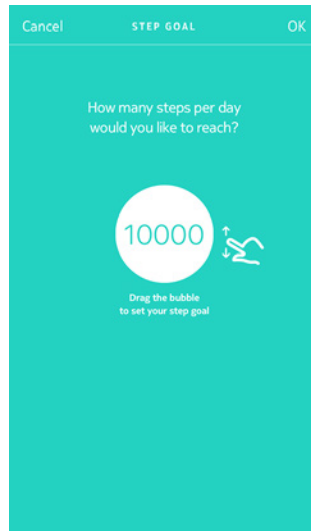 Cancel STEP GOAL OK
How many steps per day
would you like to reach?
10000
Drag the bubble
to set your step goal